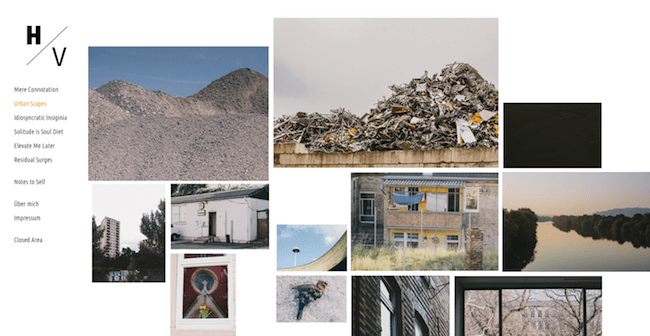 H
V
Mere Connotation
Urban Scapes
Idiosyncratic Insiginia
Solitude is Soul Diet
Elevate Me Later
Residual Surges
Notes to Self
Über mich
Impressum
Closed Area